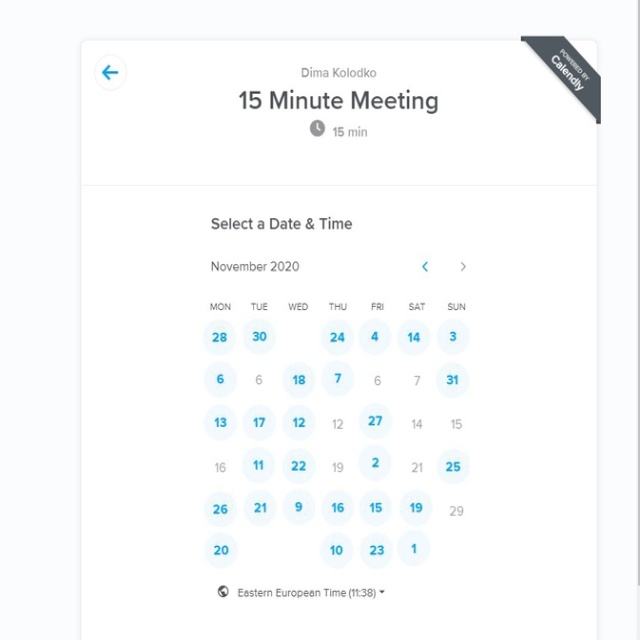 POWERED BY
Calendly
Dima Kolodko
15 Minute Meeting
15 min
Select a Date & Time
November 2020
MON TUE WED THU FRI SAT SUN
28 30 24 4 14 3
6 6 18 7 6 7 31
13 17 12 12 27 14 15
16 11 22 19 2 21 25
26 21 9 16 15 19 29
20 10 23 1
Eastern European Time (11:38)